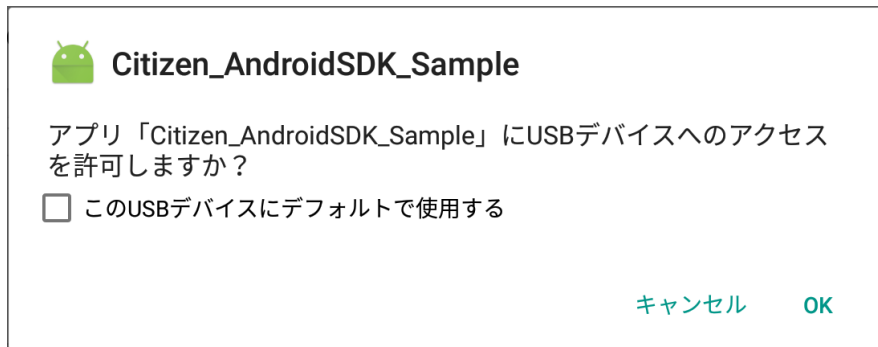 Citizen_AndroidSDK_Sample
アプリ「Citizen_AndroidSDK_Sample」にUSBデバイスへのアクセス
を許可しますか？
このUSBデバイスにデフォルトで使用する
キャンセル OK